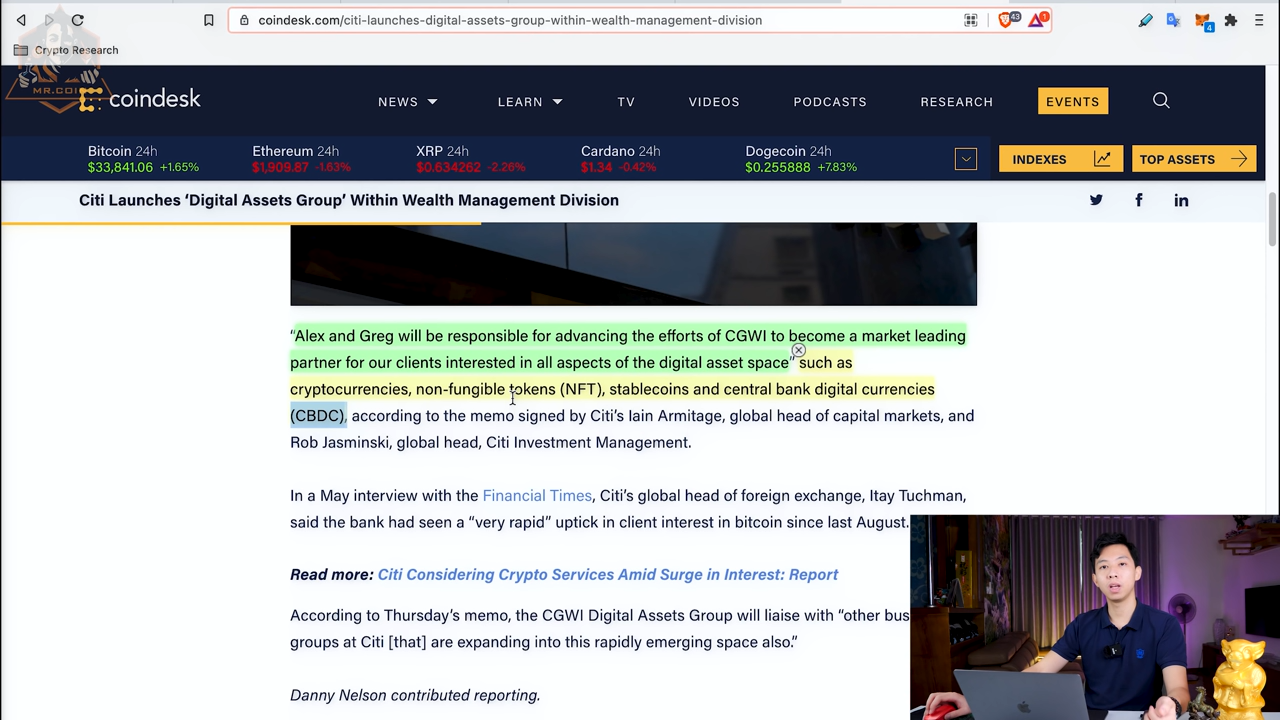 coindesk.com/citi-launches-digital-assets-group-within-wealth-management-division
43
1
4
Crypto Research
MR.COI
coindesk
NEWS LEARN TV VIDEOS PODCASTS RESEARCH EVENTS
Bitcoin 24h Ethereum 24h XRP 24h Cardano 24h Dogecoin 24h
$33,841.06 +1.65% $1,909.87 -1.63% $0.634262 -2.26% $1.34 -0.42% $0.255888 +7.83%
INDEXES TOP ASSETS
Citi Launches ‘Digital Assets Group’ Within Wealth Management Division
“Alex and Greg will be responsible for advancing the efforts of CGWI to become a market leading
partner for our clients interested in all aspects of the digital asset space” such as
cryptocurrencies, non-fungible tokens (NFT), stablecoins and central bank digital currencies
(CBDC), according to the memo signed by Citi’s Iain Armitage, global head of capital markets, and
Rob Jasminski, global head, Citi Investment Management.
In a May interview with the Financial Times, Citi’s global head of foreign exchange, Itay Tuchman,
said the bank had seen a “very rapid” uptick in client interest in bitcoin since last August.
Read more: Citi Considering Crypto Services Amid Surge in Interest: Report
According to Thursday’s memo, the CGWI Digital Assets Group will liaise with “other bus
groups at Citi [that] are expanding into this rapidly emerging space also.”
Danny Nelson contributed reporting.